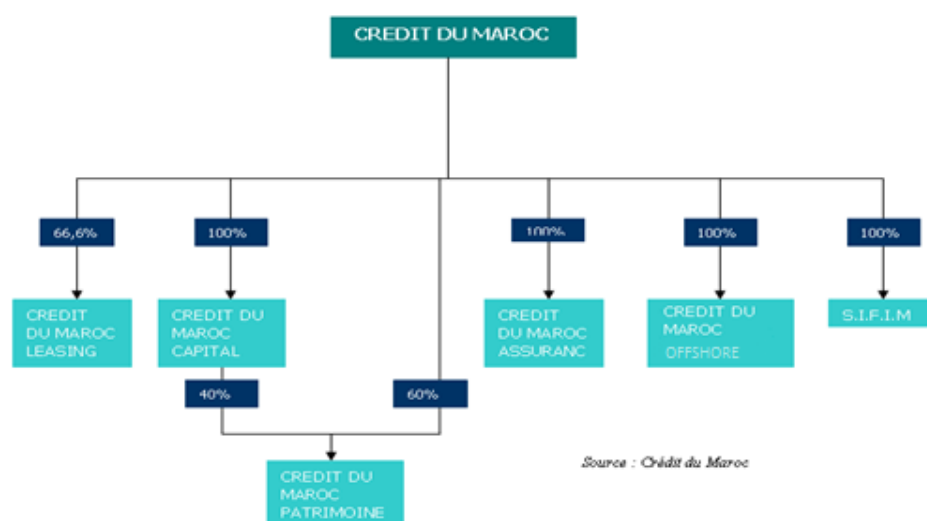 CREDIT DU MAROC
66,6%
100%
100%
100%
100%
CREDIT
DU MAROC
LEASING
CREDIT DU
MAROC
CAPITAL
CREDIT
DU MAROC
ASSURANC
CREDIT DU
MAROC
OFFSHORE
S.I.F.I.M
40%
60%
CREDIT DU
MAROC
PATRIMOINE
Source : Crédit du Maroc